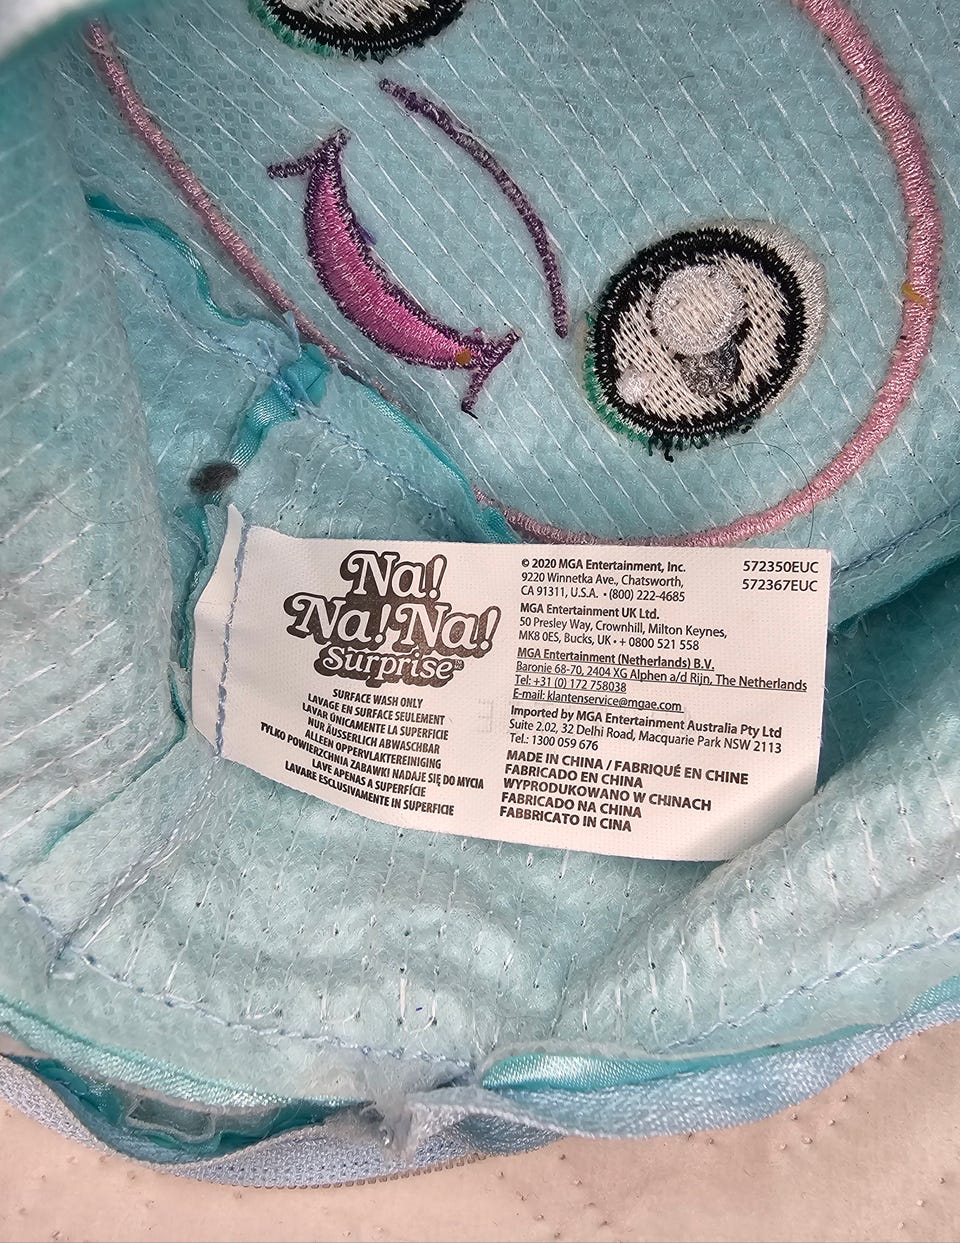 Na!
Na! Na!
Surprise™
SURFACE WASH ONLY
LAVAGE EN SURFACE SEULEMENT
LAVAR ÚNICAMENTE LA SUPERFICIE
NUR ÄUSSERLICH ABWASCHBAR
ALLEEN OPPERVLAKTEREINIGING
TYLKO POWIERZCHNIA ZABAWKI NADAJE SIĘ DO MYCIA
LAVE APENAS A SUPERFÍCIE
LAVARE ESCLUSIVAMENTE IN SUPERFICIE
© 2020 MGA Entertainment, Inc.
9220 Winnetka Ave., Chatsworth,
CA 91311, U.S.A. • (800) 222-4685
MGA Entertainment UK Ltd.
50 Presley Way, Crownhill, Milton Keynes,
MK8 0ES, Bucks, UK • + 0800 521 558
MGA Entertainment (Netherlands) B.V.
Baronie 68-70, 2404 XG Alphen a/d Rijn, The Netherlands
Tel: +31 (0) 172 758038
E-mail: klantenservice@mgae.com
Imported by MGA Entertainment Australia Pty Ltd
Suite 2.02, 32 Delhi Road, Macquarie Park NSW 2113
Tel.: 1300 059 676
MADE IN CHINA / FABRIQUÉ EN CHINE
FABRICADO EN CHINA
WYPRODUKOWANO W CHINACH
FABRICADO NA CHINA
FABBRICATO IN CINA
572350EUC
572367EUC